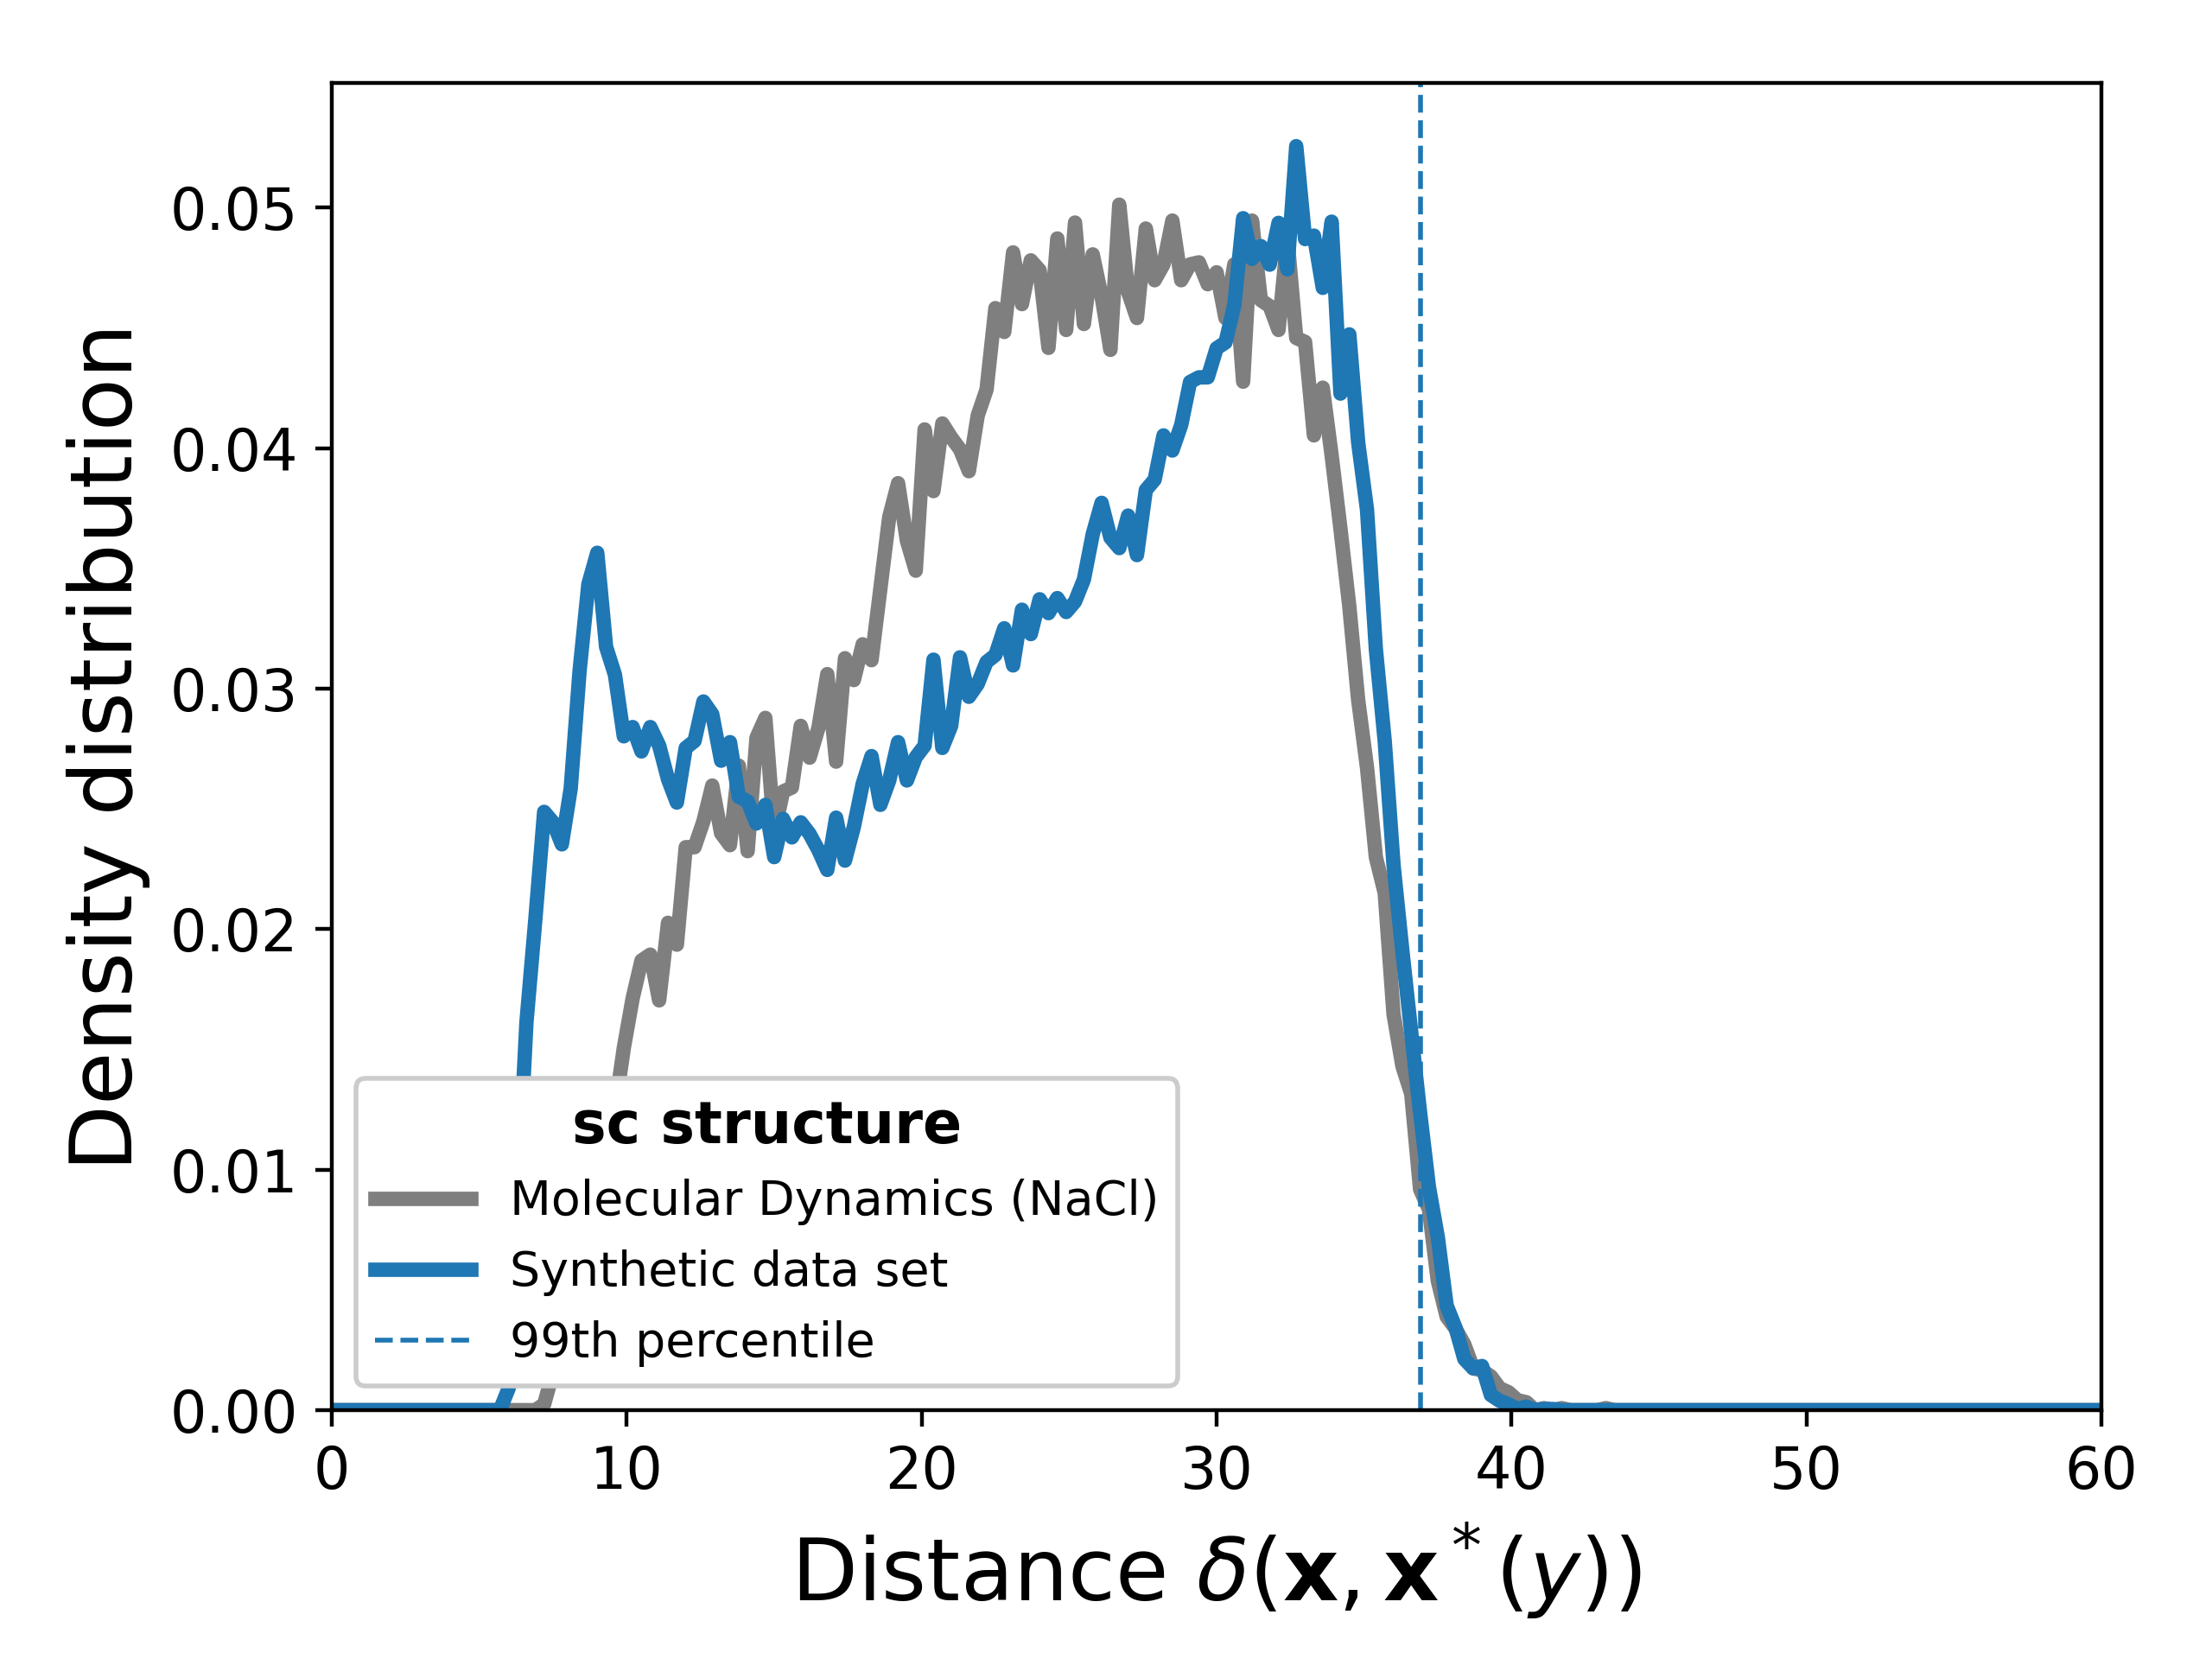 Density distribution
0.05
0.04
0.03
0.02
0.01
0.00
sc structure
Molecular Dynamics (NaCl)
Synthetic data set
99th percentile
0 10 20 30 40 50 60
Distance δ(x, x*(y))